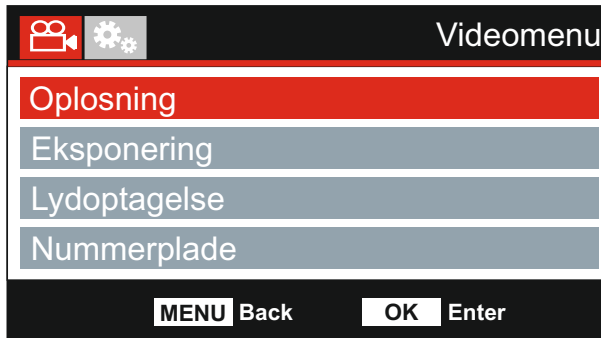 Videomenu
Oplosning
Eksponering
Lydoptagelse
Nummerplade
MENU Back OK Enter